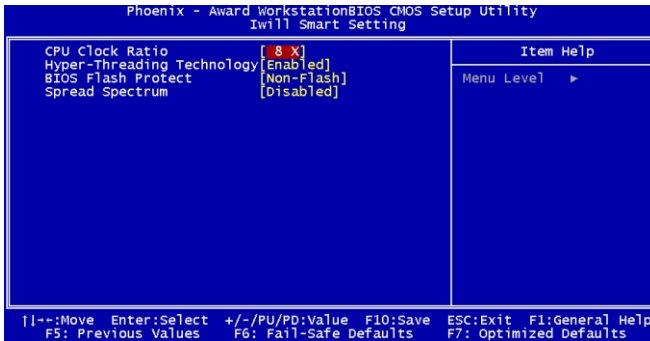 Phoenix - Award WorkstationBIOS CMOS Setup Utility
Iwill Smart Setting
CPU Clock Ratio [ 8 X]
Hyper-Threading Technology[Enabled]
BIOS Flash Protect [Non-Flash]
Spread Spectrum [Disabled]
Item Help
Menu Level ►
↑↓→←:Move Enter:Select +/-/PU/PD:Value F10:Save ESC:Exit F1:General Help
F5: Previous Values F6: Fail-Safe Defaults F7: Optimized Defaults